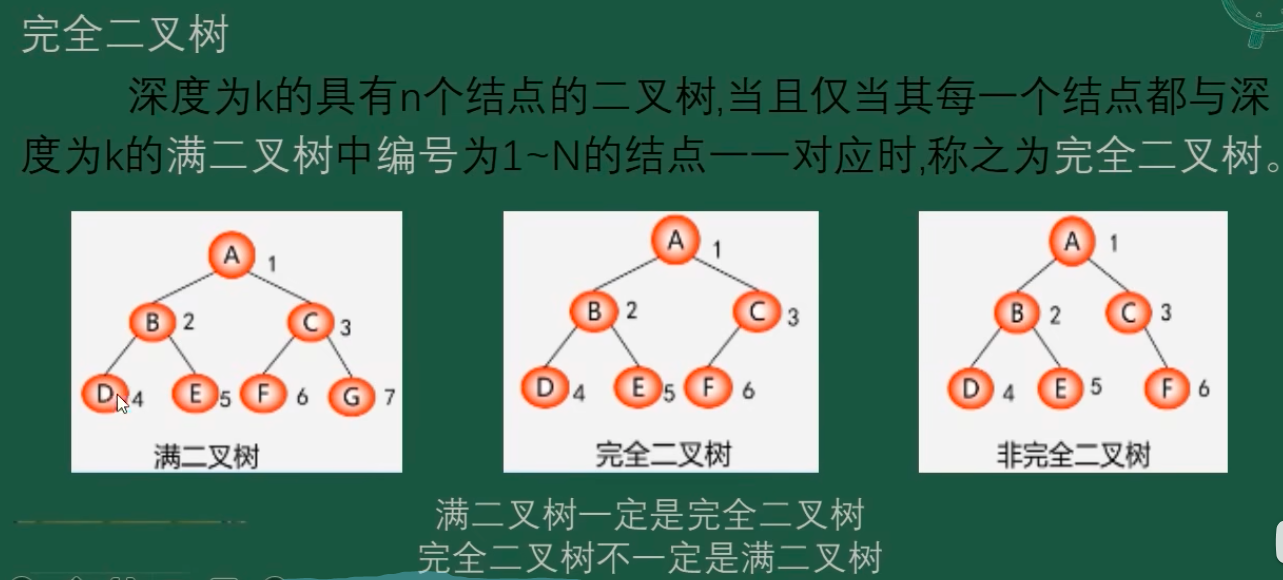 完全二叉树
深度为k的具有n个结点的二叉树,当且仅当其每一个结点都与深
度为k的满二叉树中编号为1~N的结点一一对应时,称之为完全二叉树。
A 1
B 2 C 3
D 4 E 5 F 6 G 7
满二叉树
A 1
B 2 C 3
D 4 E 5 F 6
完全二叉树
A 1
B 2 C 3
D 4 E 5 F 6
非完全二叉树
满二叉树一定是完全二叉树
完全二叉树不一定是满二叉树